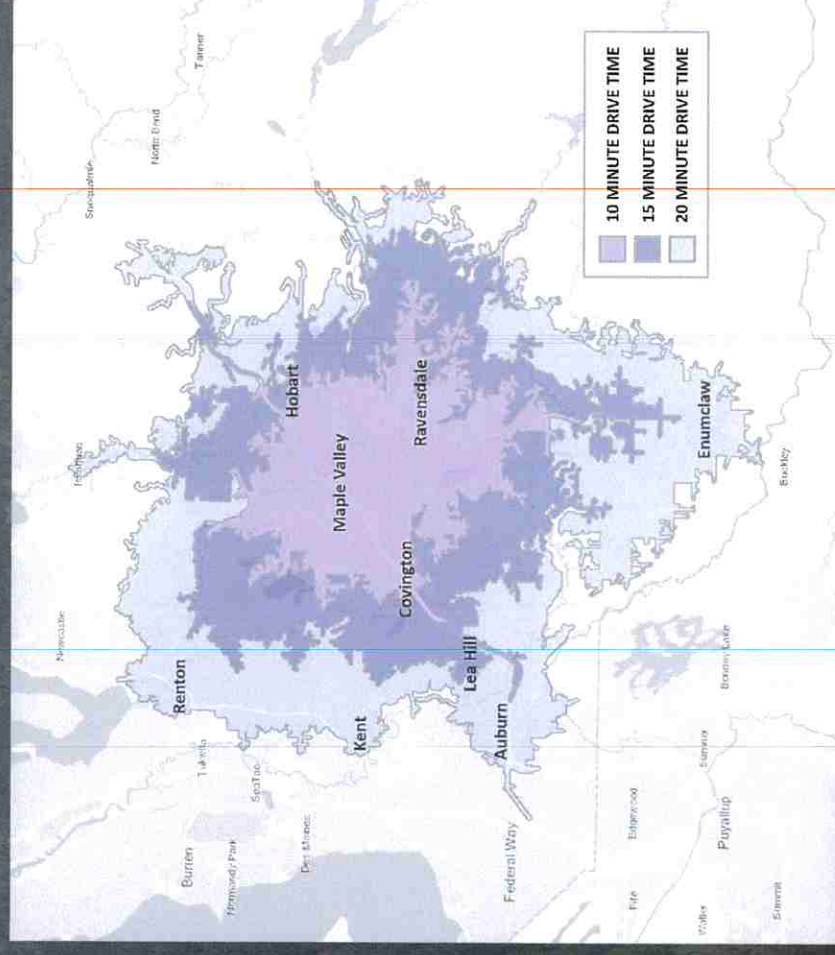 Burien
Normandy Park
Des Moines
Federal Way
Edgewood
Fife
Waller
Puyallup
Summit
SeaTac
Tukwila
Sumner
Renton
Kent
Auburn
Lea Hill
Bonney Lake
Newcastle
Covington
Maple Valley
Ravensdale
Hobart
Enumclaw
Buckley
Issaquah
Snoqualmie
North Bend
Tanner
10 MINUTE DRIVE TIME
15 MINUTE DRIVE TIME
20 MINUTE DRIVE TIME